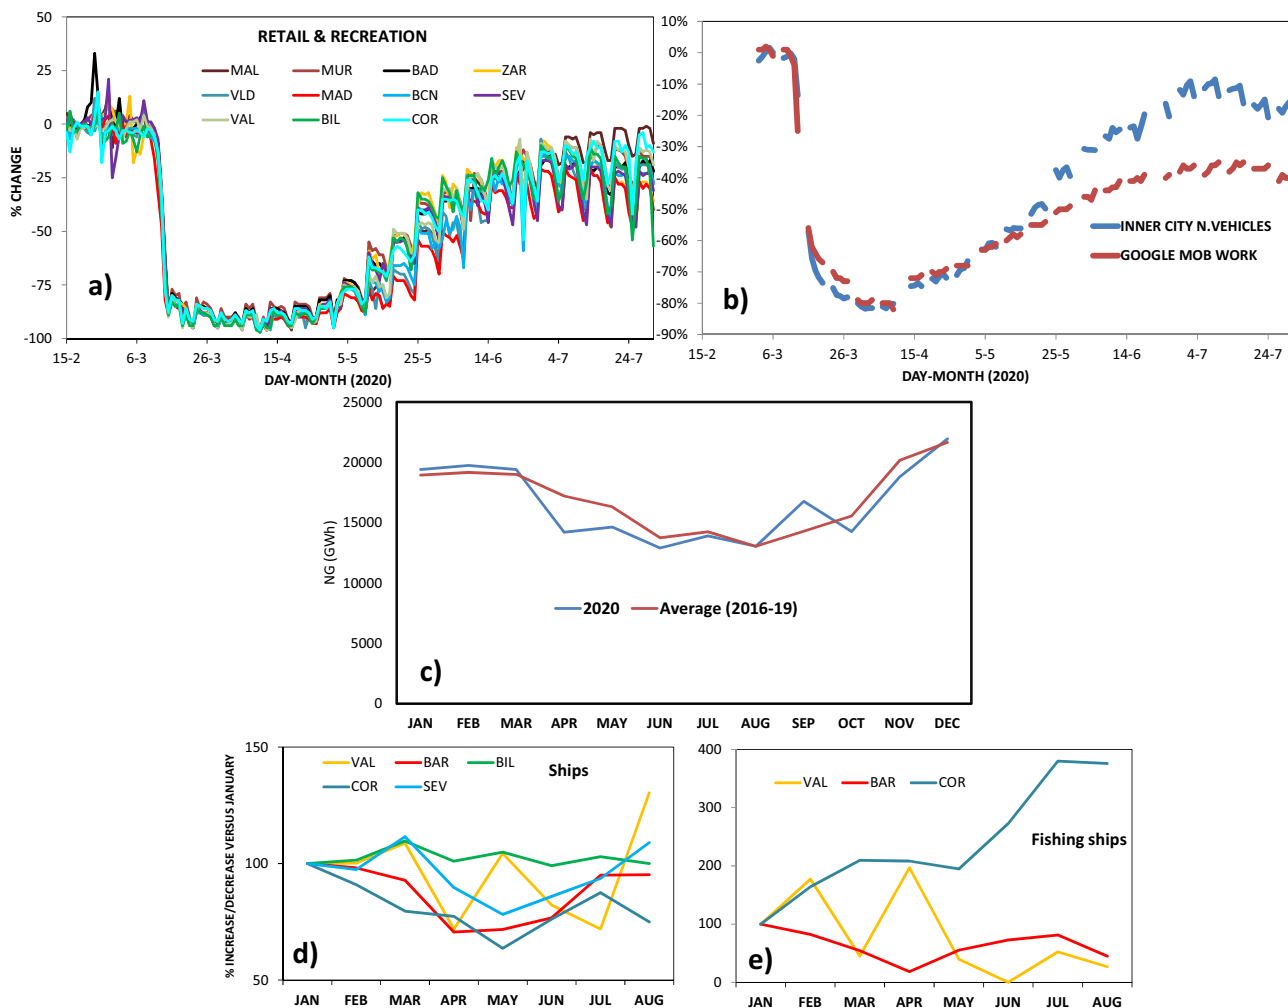 RETAIL & RECREATION
MAL MUR BAD ZAR
VLD MAD BCN SEV
VAL BIL COR
% CHANGE
50
25
0
-25
-50
-75
-100
a)
15-2 6-3 26-3 15-4 5-5 25-5 14-6 4-7 24-7
DAY-MONTH (2020)
10%
0%
-10%
-20%
-30%
-40%
-50%
-60%
-70%
-80%
-90%
INNER CITY N.VEHICLES
GOOGLE MOB WORK
b)
15-2 6-3 26-3 15-4 5-5 25-5 14-6 4-7 24-7
DAY-MONTH (2020)
25000
20000
15000
10000
5000
0
NG (GWh)
2020 Average (2016-19)
c)
JAN FEB MAR APR MAY JUN JUL AUG SEP OCT NOV DEC
% INCREASE/DECREASE VERSUS JANUARY
150
100
50
VAL BAR BIL
COR SEV
Ships
d)
JAN FEB MAR APR MAY JUN JUL AUG
400
300
200
100
0
VAL BAR COR
Fishing ships
e)
JAN FEB MAR APR MAY JUN JUL AUG